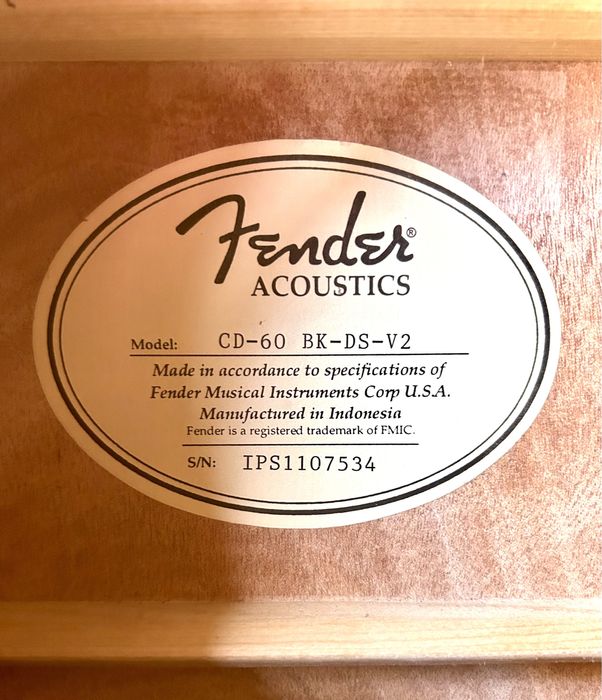 Fender®
ACOUSTICS
Model: CD-60 BK-DS-V2
Made in accordance to specifications of
Fender Musical Instruments Corp U.S.A.
Manufactured in Indonesia
Fender is a registered trademark of FMIC.
S/N: IPS1107534